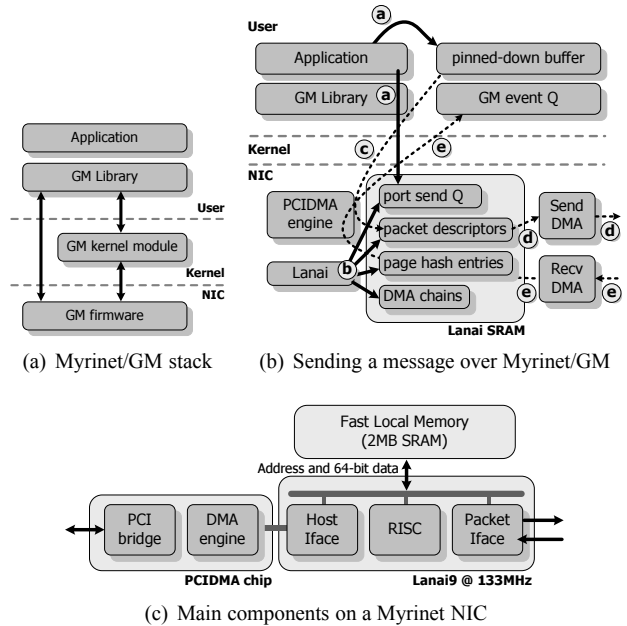 Application
GM Library
User
GM kernel module
Kernel
NIC
GM firmware
(a) Myrinet/GM stack
User
a
Application
pinned-down buffer
GM Library
a
GM event Q
Kernel
c
e
NIC
PCIDMA engine
port send Q
packet descriptors
d
Send DMA
d
Lanai
b
page hash entries
DMA chains
e
Recv DMA
e
Lanai SRAM
(b) Sending a message over Myrinet/GM
Fast Local Memory
(2MB SRAM)
Address and 64-bit data
PCI bridge
DMA engine
Host Iface
RISC
Packet Iface
PCIDMA chip
Lanai9 @ 133MHz
(c) Main components on a Myrinet NIC